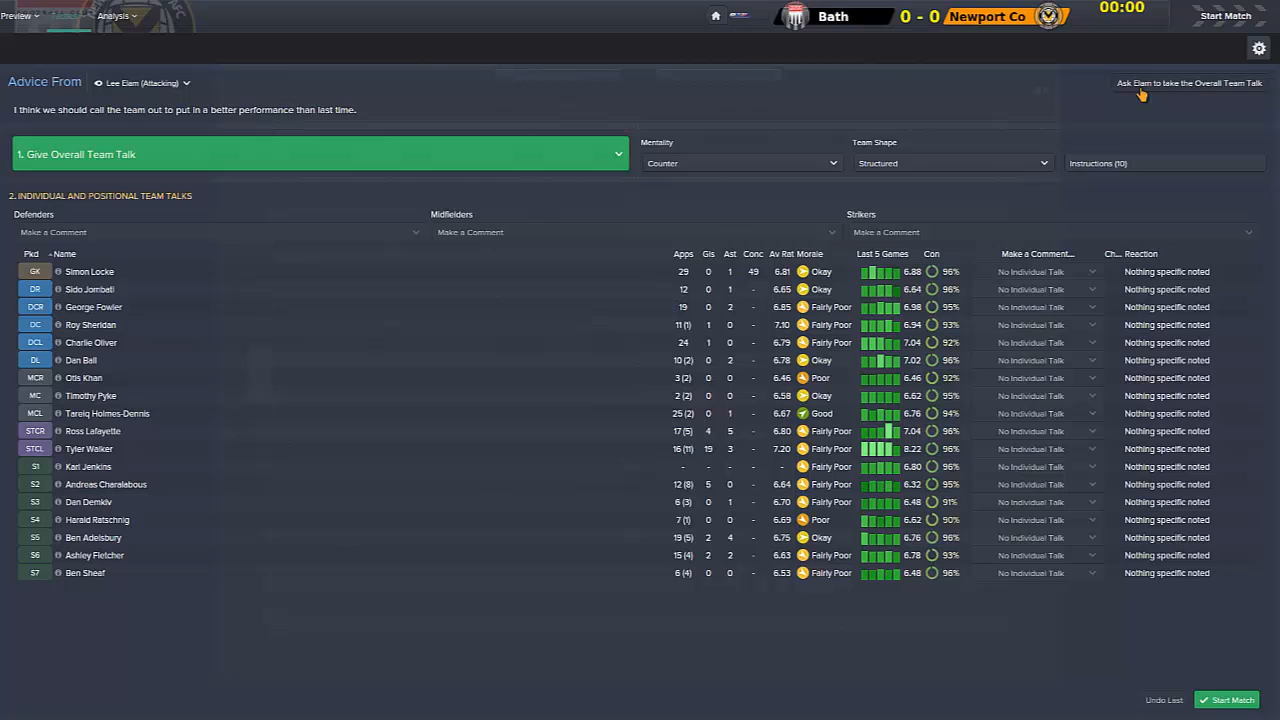 Preview Tactics Analysis Bath 0 - 0 Newport Co 00:00 Start Match
Advice From Lee Elam (Attacking) Ask Elam to take the Overall Team Talk
I think we should call the team out to put in a better performance than last time.
Mentality Team Shape
1. Give Overall Team Talk Counter Structured Instructions (10)
2. INDIVIDUAL AND POSITIONAL TEAM TALKS
Defenders Midfielders Strikers
Make a Comment Make a Comment Make a Comment
Pkd Name Apps Gls Ast Conc Av Rat Morale Last 5 Games Con Make a Comment... Ch... Reaction
GK Simon Locke 29 0 1 49 6.81 Okay 6.88 96% No Individual Talk Nothing specific noted
DR Sido Jombati 12 0 1 - 6.65 Okay 6.64 96% No Individual Talk Nothing specific noted
DCR George Fowler 19 0 2 - 6.85 Fairly Poor 6.98 95% No Individual Talk Nothing specific noted
DC Roy Sheridan 11 (1) 1 0 - 7.10 Fairly Poor 6.94 93% No Individual Talk Nothing specific noted
DCL Charlie Oliver 24 1 0 - 6.79 Fairly Poor 7.04 92% No Individual Talk Nothing specific noted
DL Dan Ball 10 (2) 0 2 - 6.78 Okay 7.02 96% No Individual Talk Nothing specific noted
MCR Otis Khan 3 (2) 0 0 - 6.46 Poor 6.46 92% No Individual Talk Nothing specific noted
MC Timothy Pyke 2 (2) 0 0 - 6.58 Okay 6.62 95% No Individual Talk Nothing specific noted
MCL Tareiq Holmes-Dennis 25 (2) 0 1 - 6.67 Good 6.76 94% No Individual Talk Nothing specific noted
STCR Ross Lafayette 17 (5) 4 5 - 6.80 Fairly Poor 7.04 96% No Individual Talk Nothing specific noted
STCL Tyler Walker 16 (11) 19 3 - 7.20 Fairly Poor 8.22 96% No Individual Talk Nothing specific noted
S1 Karl Jenkins - - - - - Fairly Poor 6.80 96% No Individual Talk Nothing specific noted
S2 Andreas Charalabous 12 (8) 5 0 - 6.64 Fairly Poor 6.32 95% No Individual Talk Nothing specific noted
S3 Dan Demkiv 6 (3) 0 1 - 6.70 Fairly Poor 6.48 91% No Individual Talk Nothing specific noted
S4 Harald Ratschnig 7 (1) 0 0 - 6.69 Poor 6.62 90% No Individual Talk Nothing specific noted
S5 Ben Adelsbury 19 (5) 2 4 - 6.75 Okay 6.76 96% No Individual Talk Nothing specific noted
S6 Ashley Fletcher 15 (4) 2 2 - 6.63 Fairly Poor 6.78 93% No Individual Talk Nothing specific noted
S7 Ben Sheaf 6 (4) 0 0 - 6.53 Fairly Poor 6.48 96% No Individual Talk Nothing specific noted
Undo Last Start Match